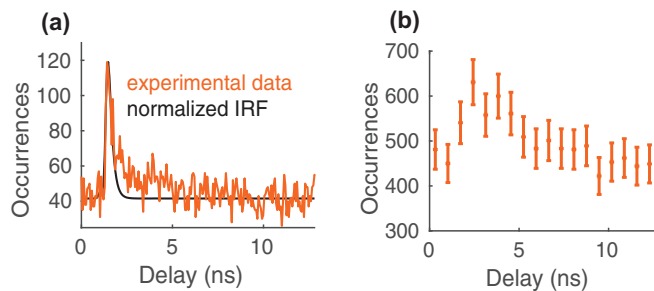 (a)
Occurrences
120
100
80
60
40
experimental data
normalized IRF
0
5
10
Delay (ns)
(b)
Occurrences
700
600
500
400
300
0
5
10
Delay (ns)